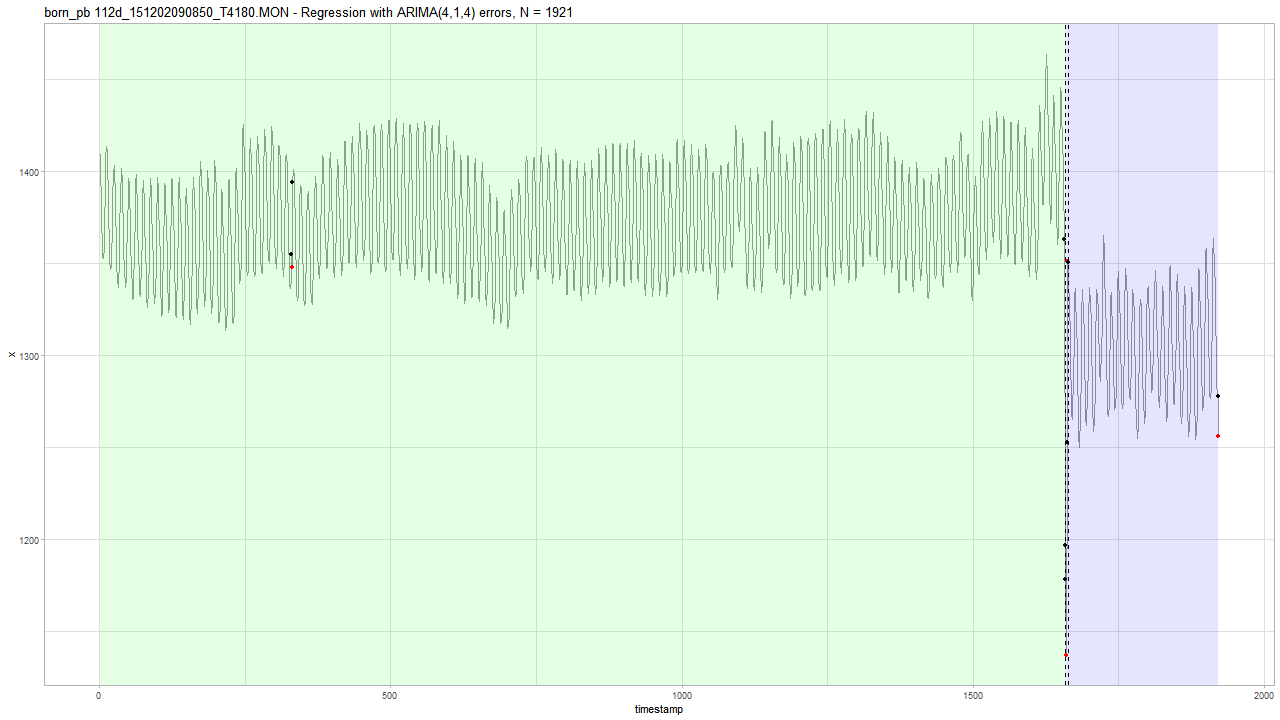 born_pb 112d_151202090850_T4180.MON - Regression with ARIMA(4,1,4) errors, N = 1921
1400
1300
1200
x
0 500 1000 1500 2000
timestamp